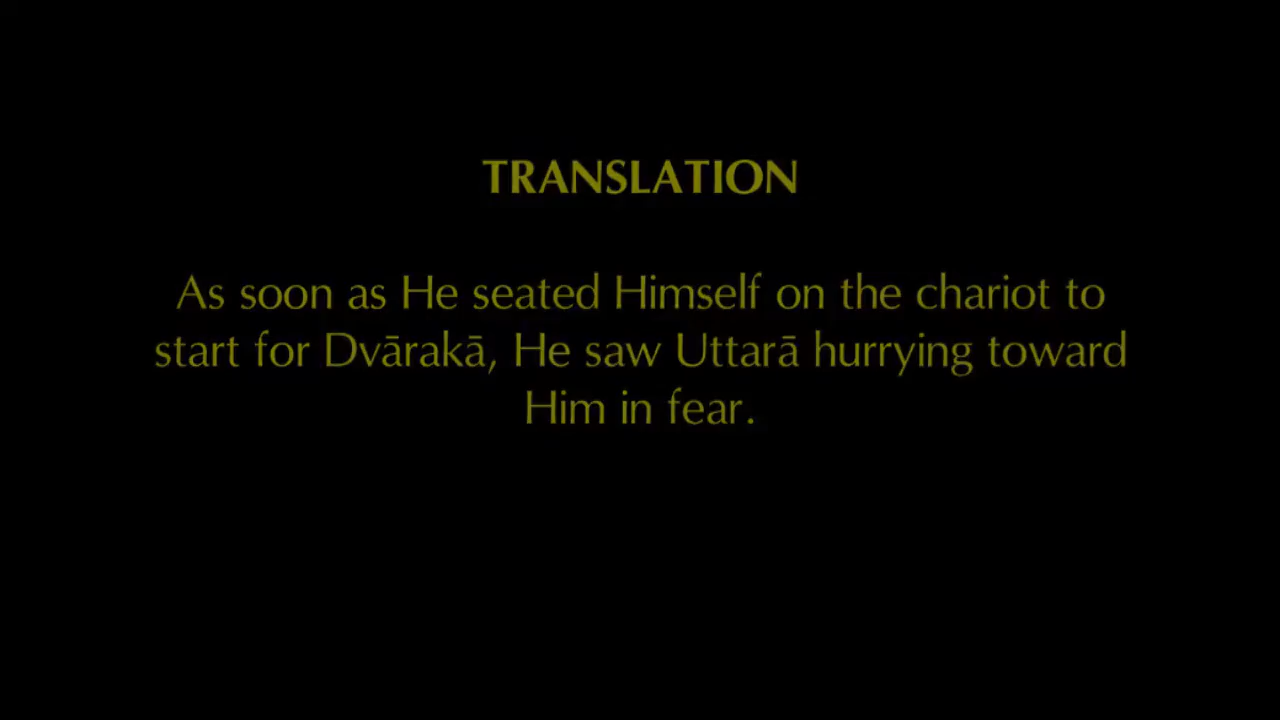 TRANSLATION
As soon as He seated Himself on the chariot to
start for Dvārakā, He saw Uttarā hurrying toward
Him in fear.